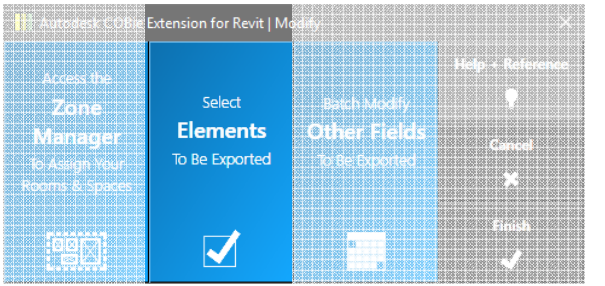 Autodesk COBie Extension for Revit | Modify
Access the
Zone
Manager
To Assign Your
Rooms & Spaces
Select
Elements
To Be Exported
Batch Modify
Other Fields
To Be Exported
Help + Reference
Cancel
Finish